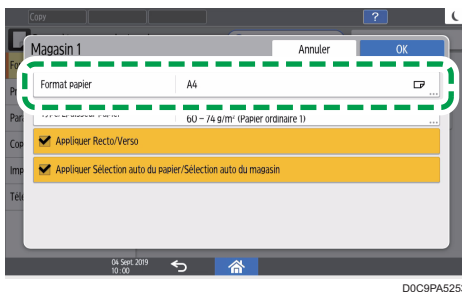 Copy
?
Magasin 1
Annuler
OK
Format papier
A4
60 – 74 g/m² (Papier ordinaire 1)
Appliquer Recto/Verso
Appliquer Sélection auto du papier/Sélection auto du magasin
04 Sept. 2019
10:00
D0C9PA525